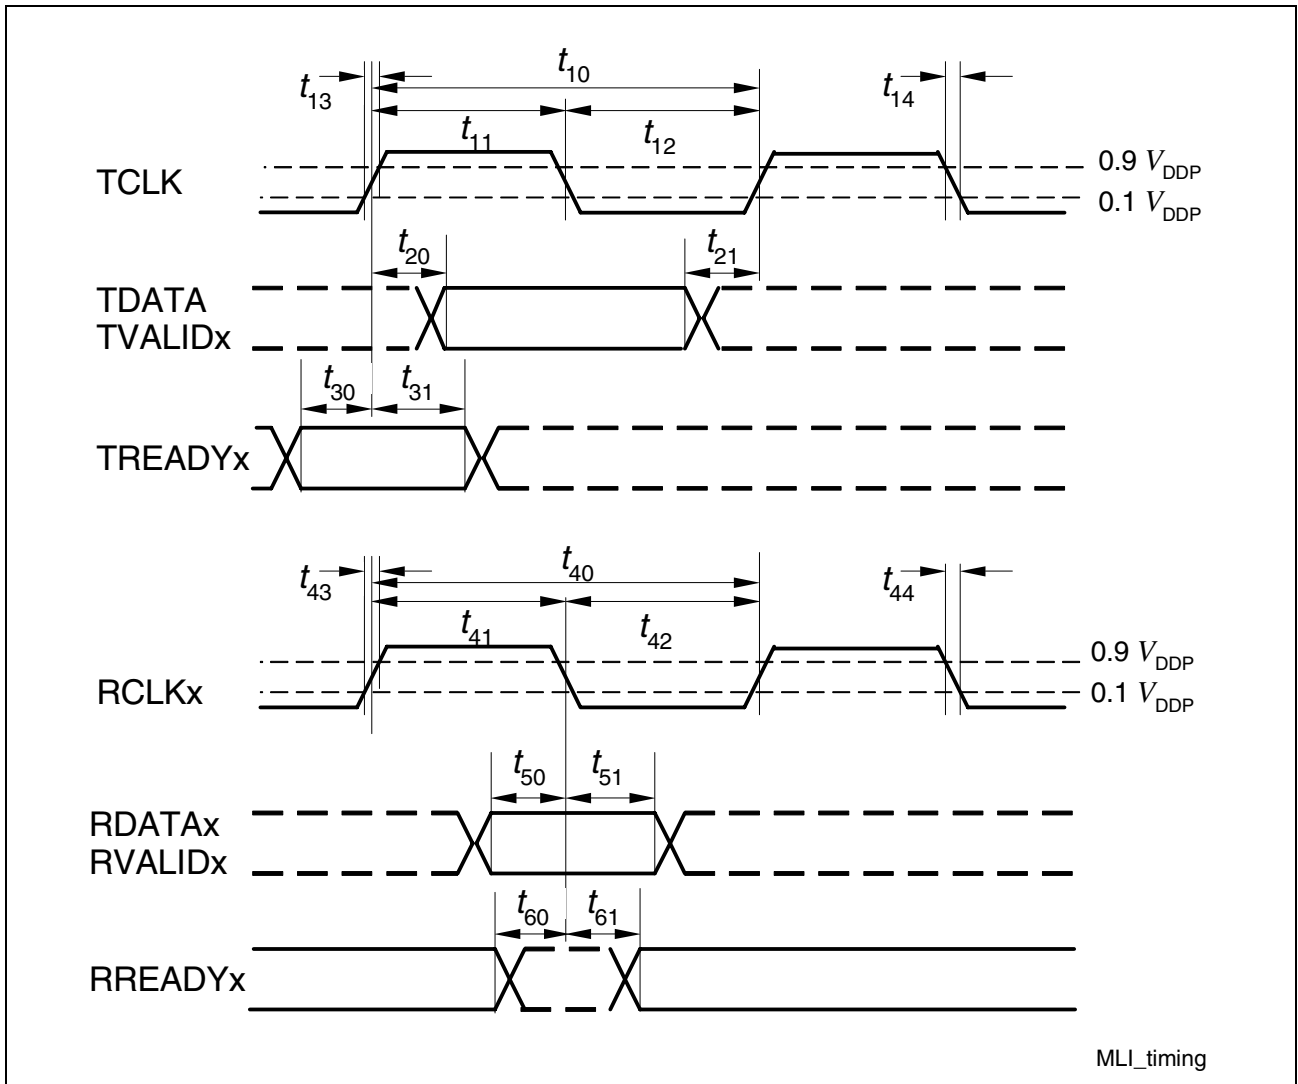 t10
t13
t14
t11
t12
TCLK
0.9 VDDP
0.1 VDDP
t20
t21
TDATA
TVALIDx
t30
t31
TREADYx
t40
t43
t44
t41
t42
RCLKx
0.9 VDDP
0.1 VDDP
t50
t51
RDATAx
RVALIDx
t60
t61
RREADYx
MLI_timing